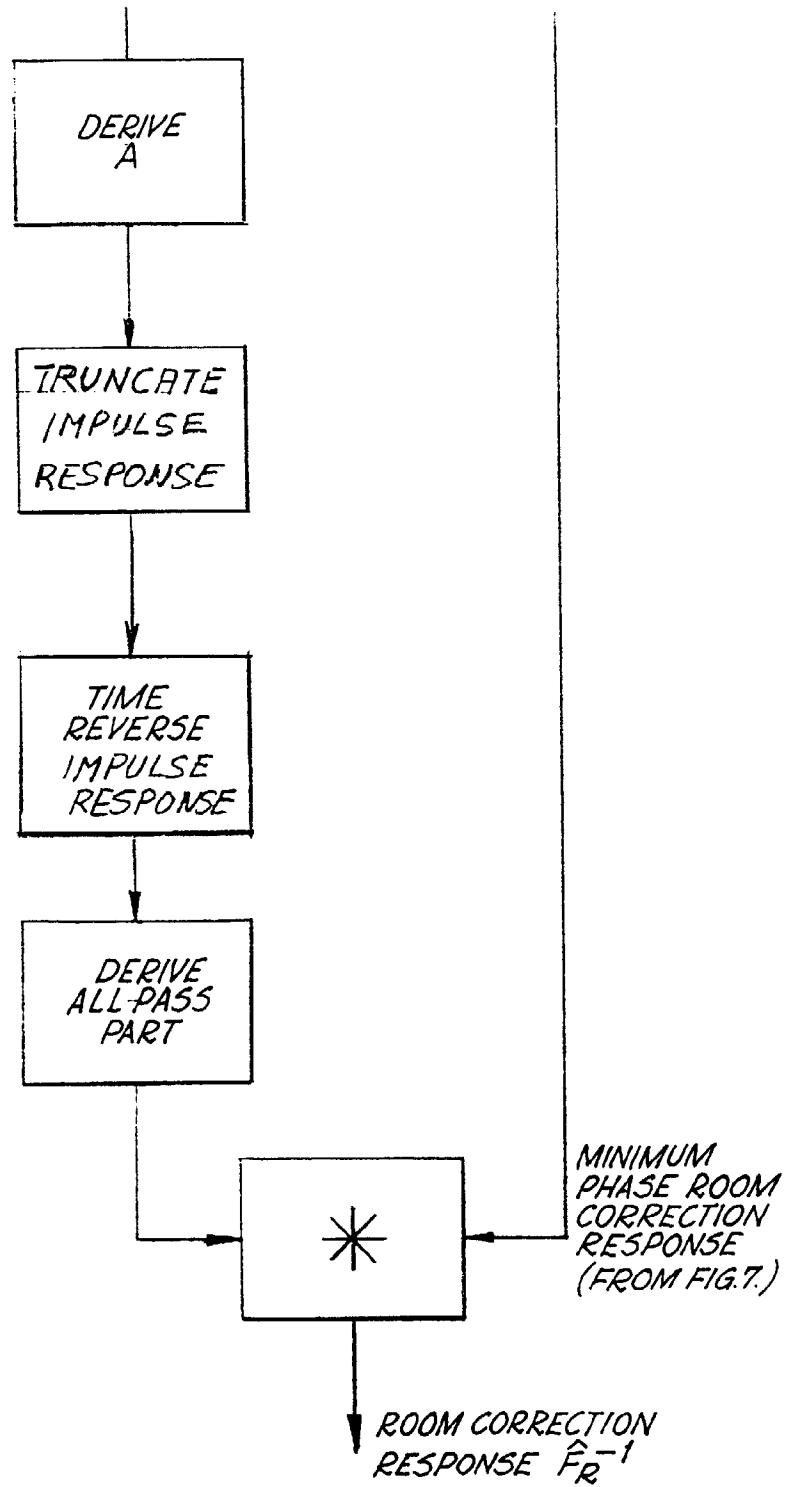 DERIVE
A
TRUNCATE
IMPULSE
RESPONSE
TIME
REVERSE
IMPULSE
RESPONSE
DERIVE
ALL-PASS
PART
MINIMUM
PHASE ROOM
CORRECTION
RESPONSE
(FROM FIG.7.)
*
ROOM CORRECTION
RESPONSE F̂_R^-1